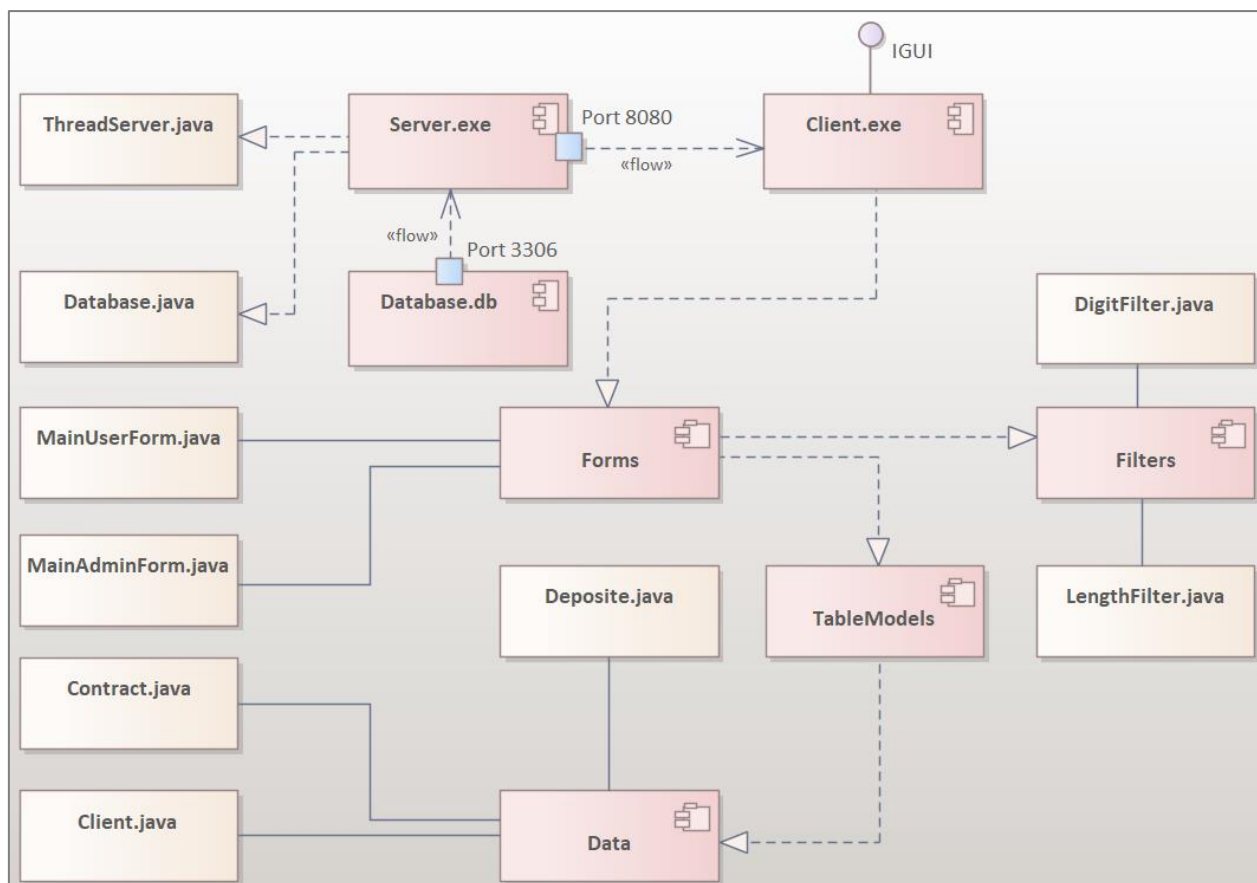 IGUI
ThreadServer.java
Server.exe
Port 8080
Client.exe
«flow»
«flow»
Port 3306
Database.java
Database.db
DigitFilter.java
MainUserForm.java
Forms
Filters
MainAdminForm.java
Deposite.java
TableModels
LengthFilter.java
Contract.java
Client.java
Data